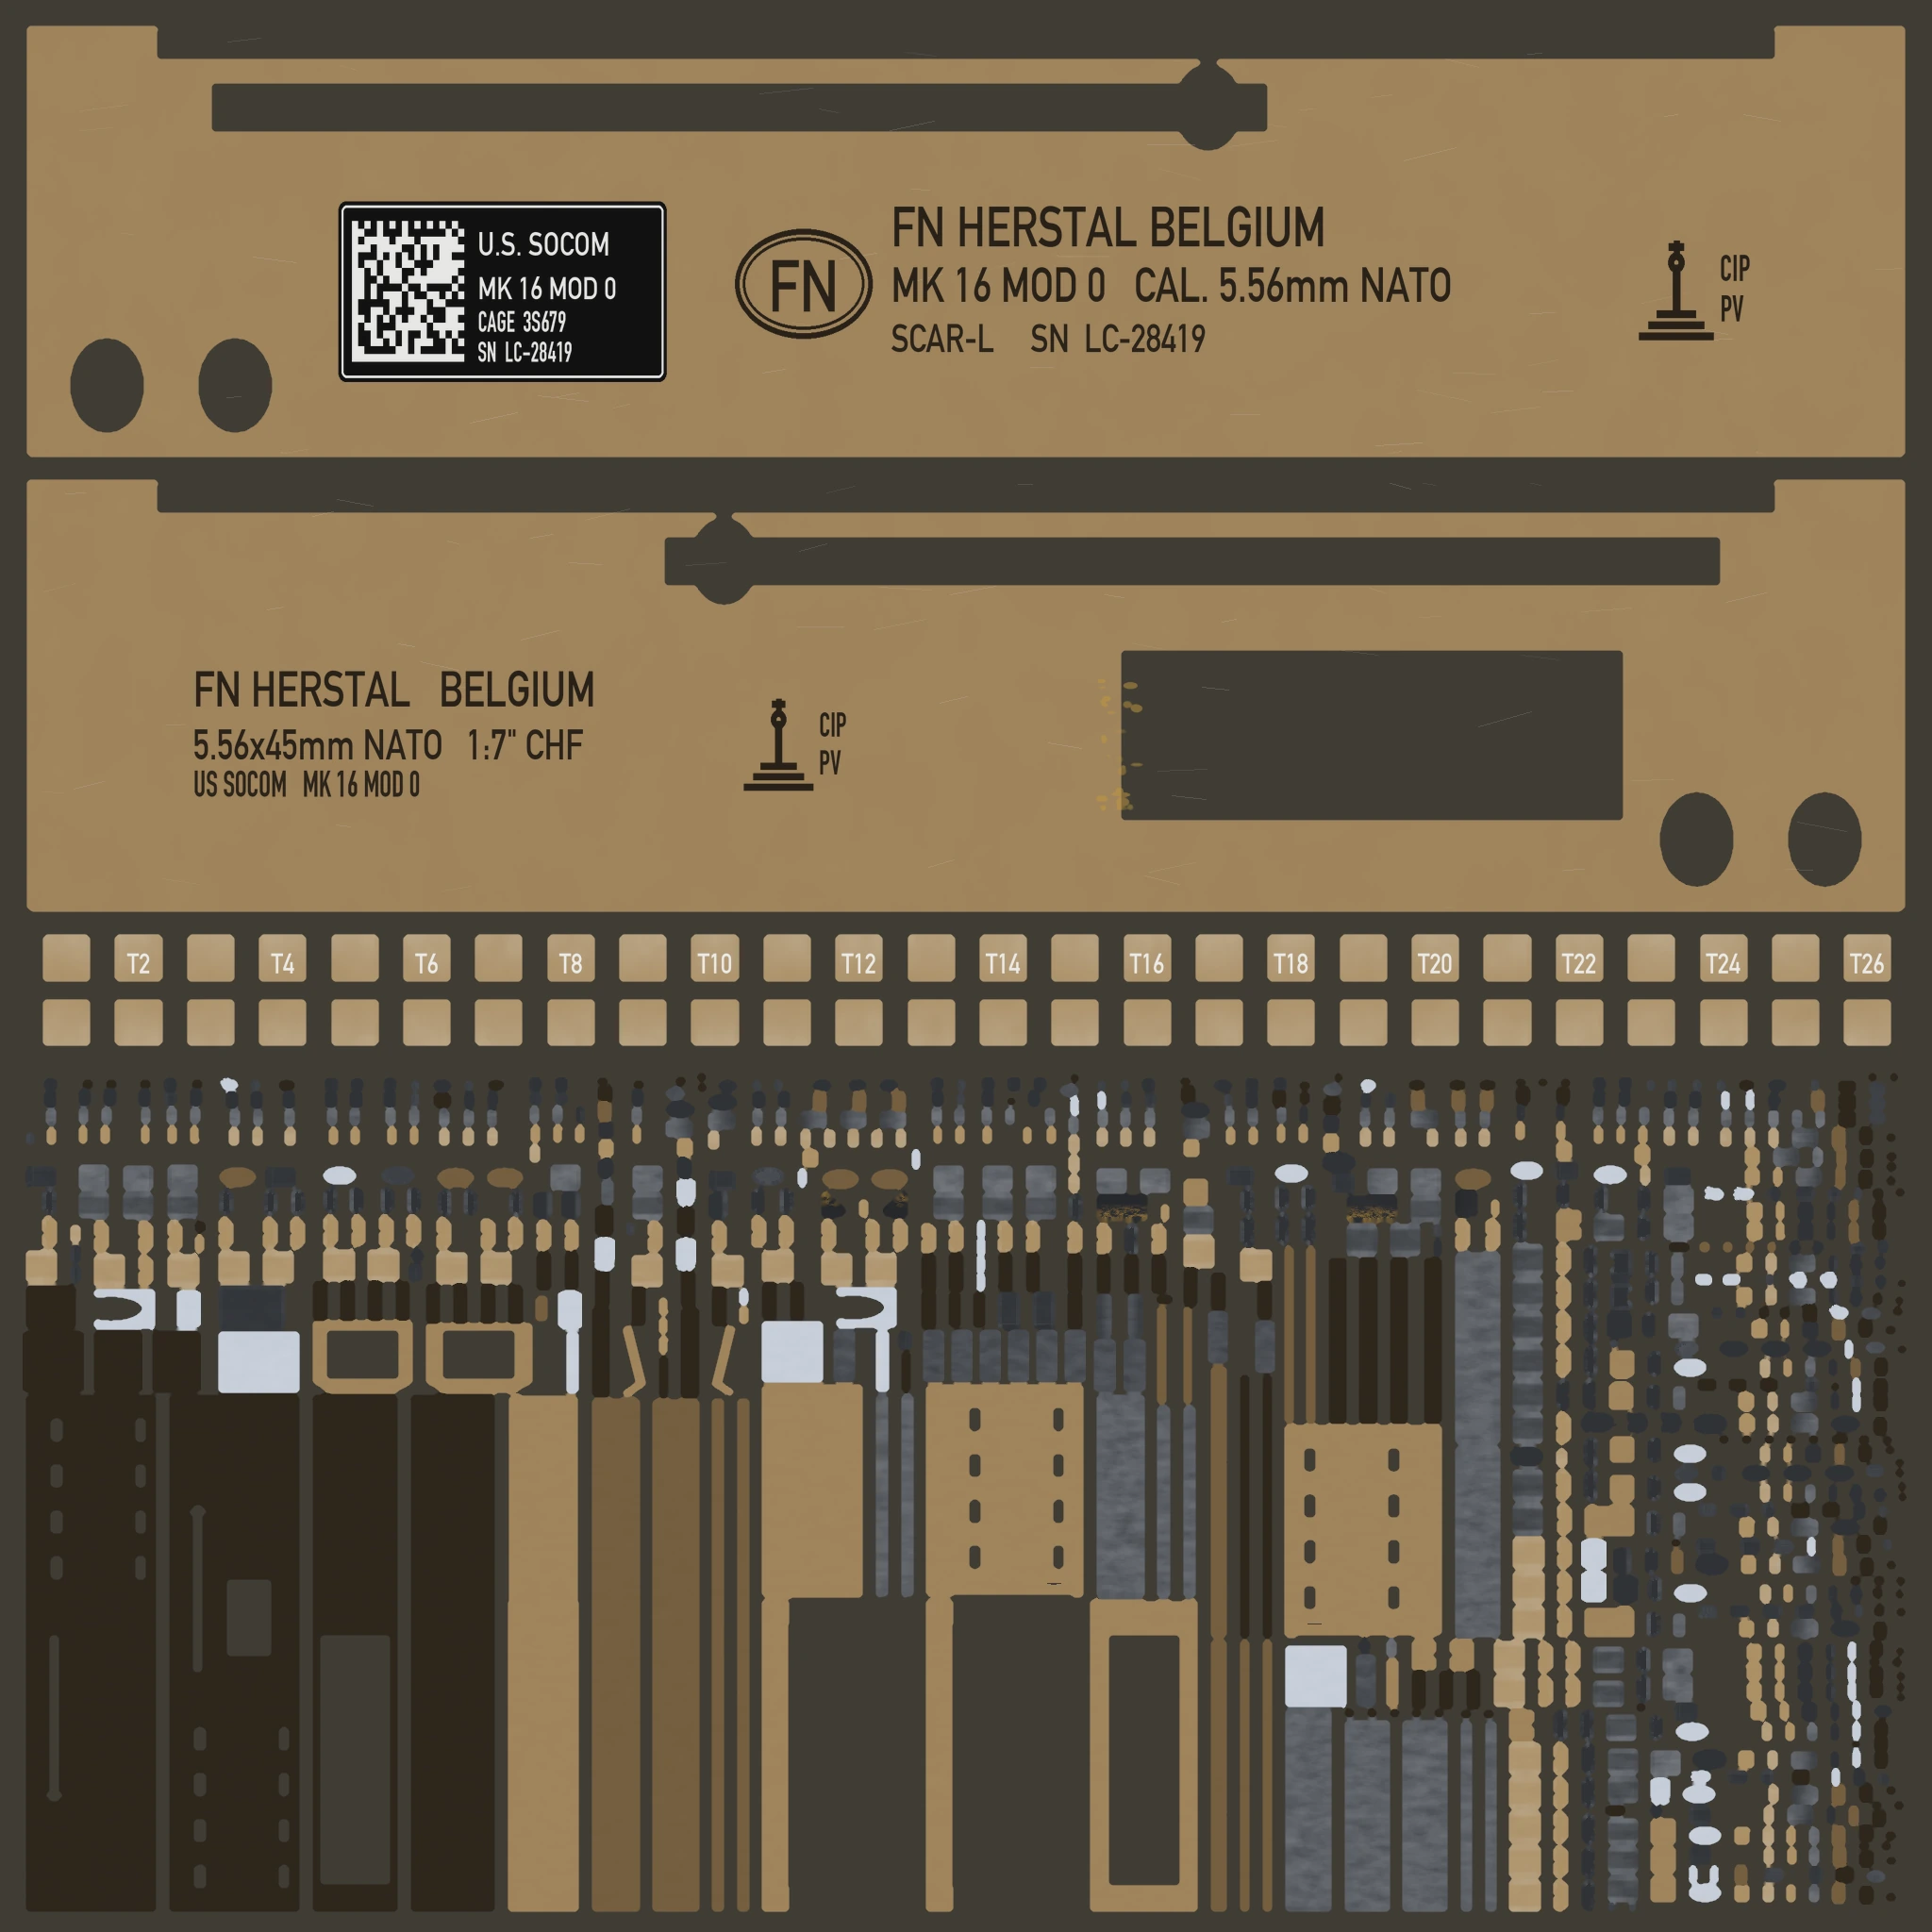 U.S. SOCOM
MK 16 MOD 0
CAGE 3S679
SN LC-28419
FN
FN HERSTAL BELGIUM
MK 16 MOD 0 CAL. 5.56mm NATO
SCAR-L SN LC-28419
CIP
PV
FN HERSTAL BELGIUM
5.56x45mm NATO 1:7" CHF
US SOCOM MK 16 MOD 0
CIP
PV
T2 T4 T6 T8 T10 T12 T14 T16 T18 T20 T22 T24 T26